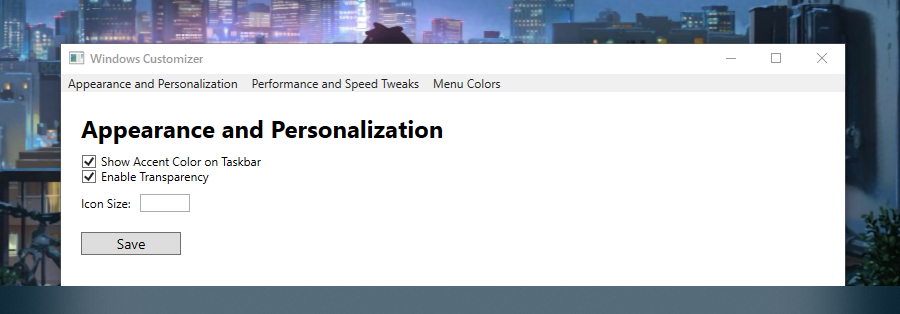 Windows Customizer
Appearance and Personalization Performance and Speed Tweaks Menu Colors
Appearance and Personalization
Show Accent Color on Taskbar
Enable Transparency
Icon Size:
Save